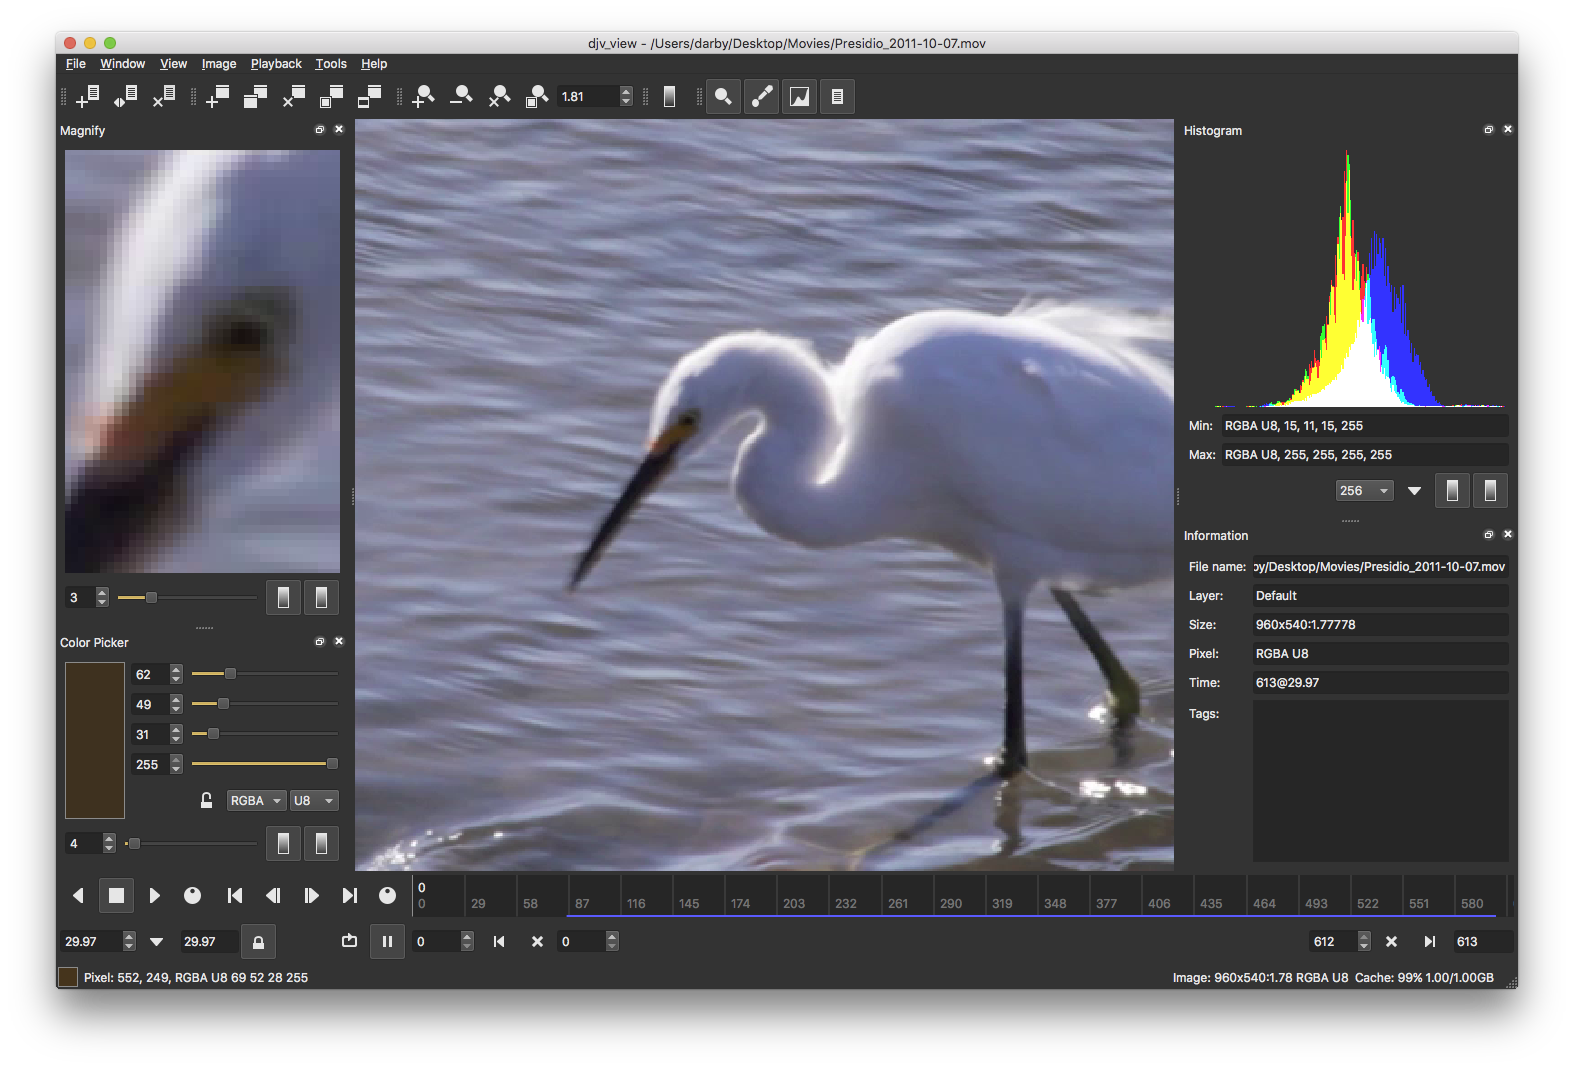 djv_view - /Users/darby/Desktop/Movies/Presidio_2011-10-07.mov
File Window View Image Playback Tools Help
1.81
Magnify
3
Color Picker
62
49
31
255
RGBA U8
4
Histogram
Min: RGBA U8, 15, 11, 15, 255
Max: RGBA U8, 255, 255, 255, 255
256
Information
File name: by/Desktop/Movies/Presidio_2011-10-07.mov
Layer: Default
Size: 960x540:1.77778
Pixel: RGBA U8
Time: 613@29.97
Tags:
0
0 29 58 87 116 145 174 203 232 261 290 319 348 377 406 435 464 493 522 551 580
29.97 29.97 0 0 612 613
Pixel: 552, 249, RGBA U8 69 52 28 255 Image: 960x540:1.78 RGBA U8 Cache: 99% 1.00/1.00GB